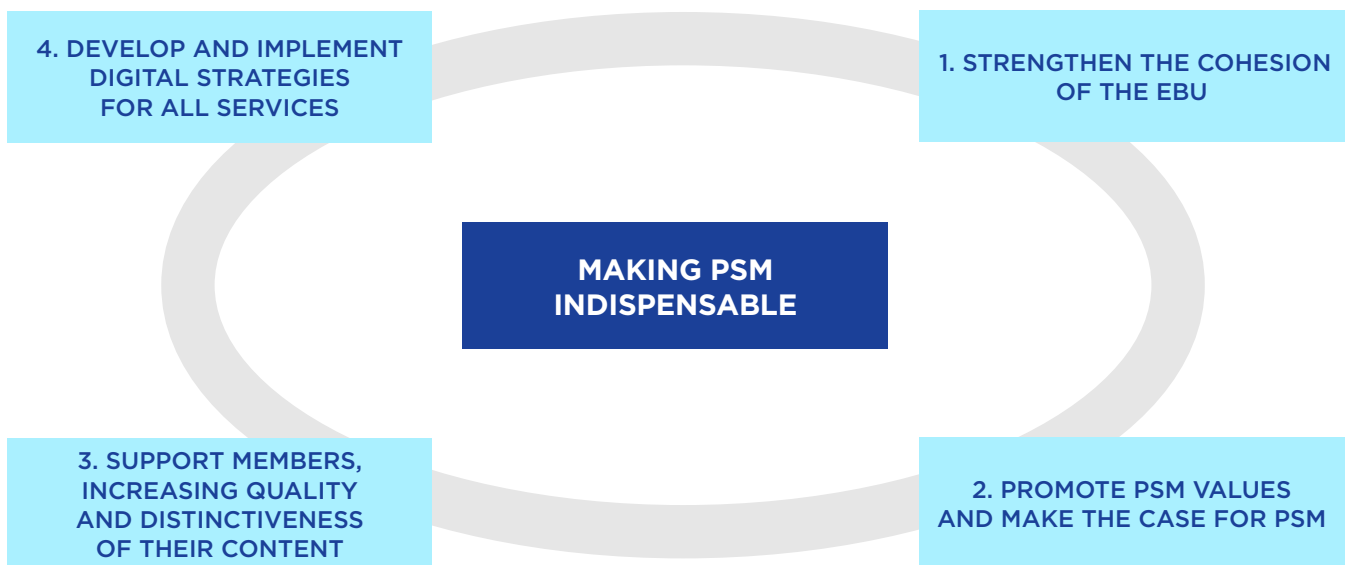 4. DEVELOP AND IMPLEMENT
DIGITAL STRATEGIES
FOR ALL SERVICES
1. STRENGTHEN THE COHESION
OF THE EBU
MAKING PSM
INDISPENSABLE
3. SUPPORT MEMBERS,
INCREASING QUALITY
AND DISTINCTIVENESS
OF THEIR CONTENT
2. PROMOTE PSM VALUES
AND MAKE THE CASE FOR PSM